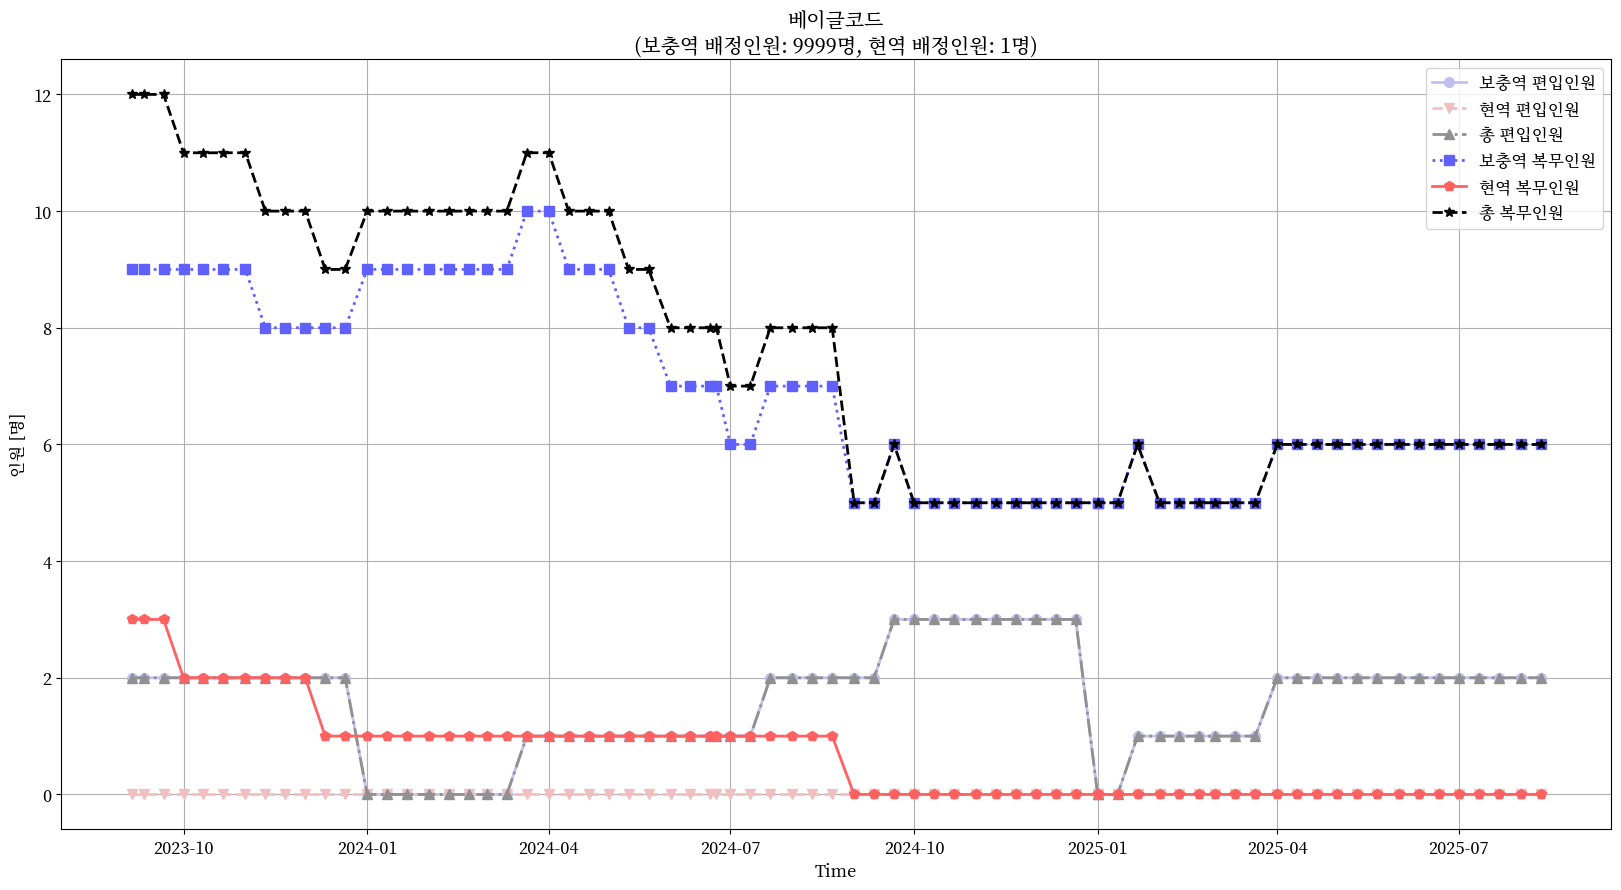 베이글코드
(보충역 배정인원: 9999명, 현역 배정인원: 1명)
보충역 편입인원
현역 편입인원
총 편입인원
보충역 복무인원
현역 복무인원
총 복무인원
인원 [명]
12
10
8
6
4
2
0
2023-10
2024-01
2024-04
2024-07
2024-10
2025-01
2025-04
2025-07
Time